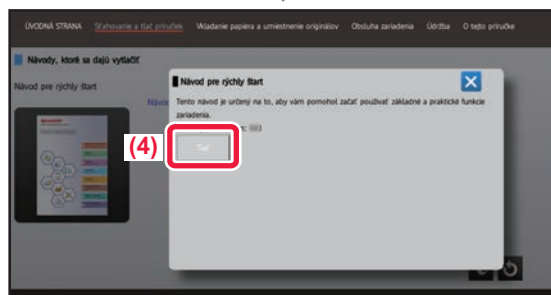 ÚVODNÁ STRANA Sťahovanie a tlač príručiek Vkladanie papiera a umiestnenie originálov Obsluha zariadenia Údržba O tejto príručke
Návody, ktoré sa dajú vytlačiť
Návod pre rýchly štart
Návod
Návod pre rýchly štart
Tento návod je určený na to, aby vám pomohol začať používať základné a praktické funkcie
zariadenia.
(4)
Tlač